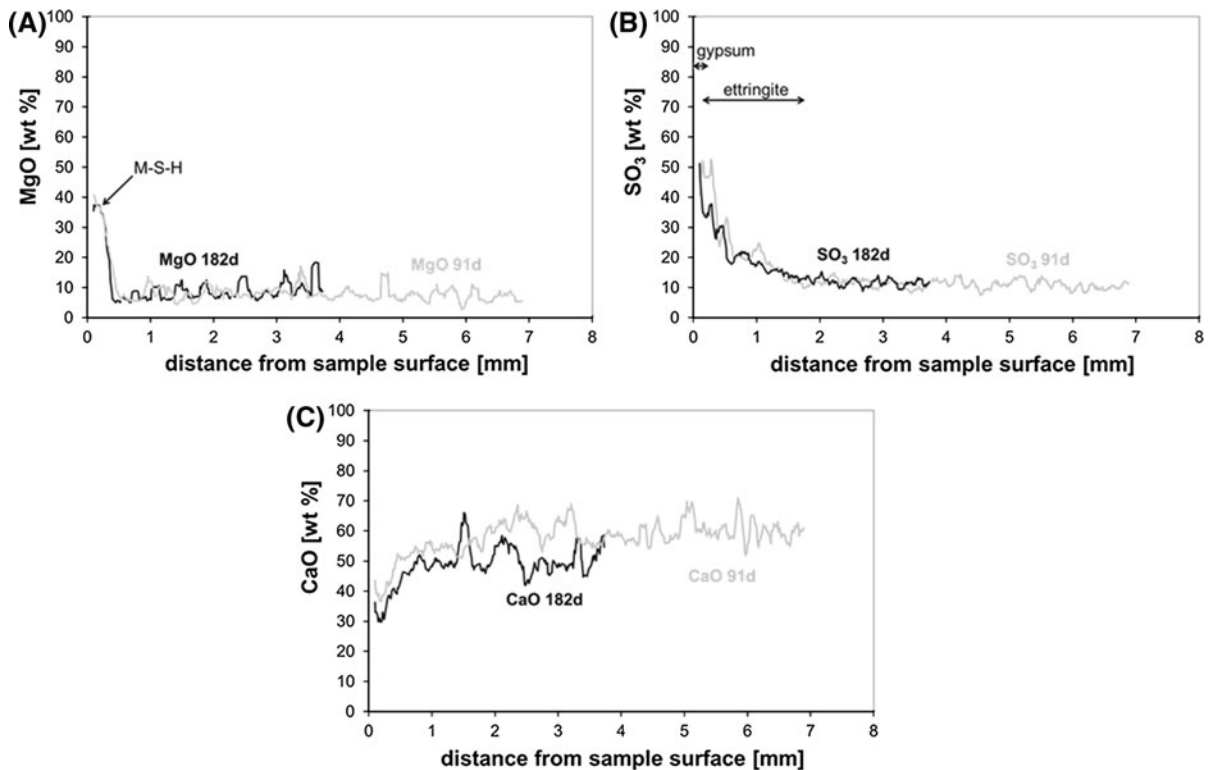 (A)
100
90
80
70
60
50
40
30
20
10
0
MgO [wt %]
M-S-H
MgO 182d
MgO 91d
0 1 2 3 4 5 6 7 8
distance from sample surface [mm]
(B)
100
90
80
70
60
50
40
30
20
10
0
SO₃ [wt %]
gypsum
ettringite
SO₃ 182d
SO₃ 91d
0 1 2 3 4 5 6 7 8
distance from sample surface [mm]
(C)
100
90
80
70
60
50
40
30
20
10
0
CaO [wt %]
CaO 182d
CaO 91d
0 1 2 3 4 5 6 7 8
distance from sample surface [mm]